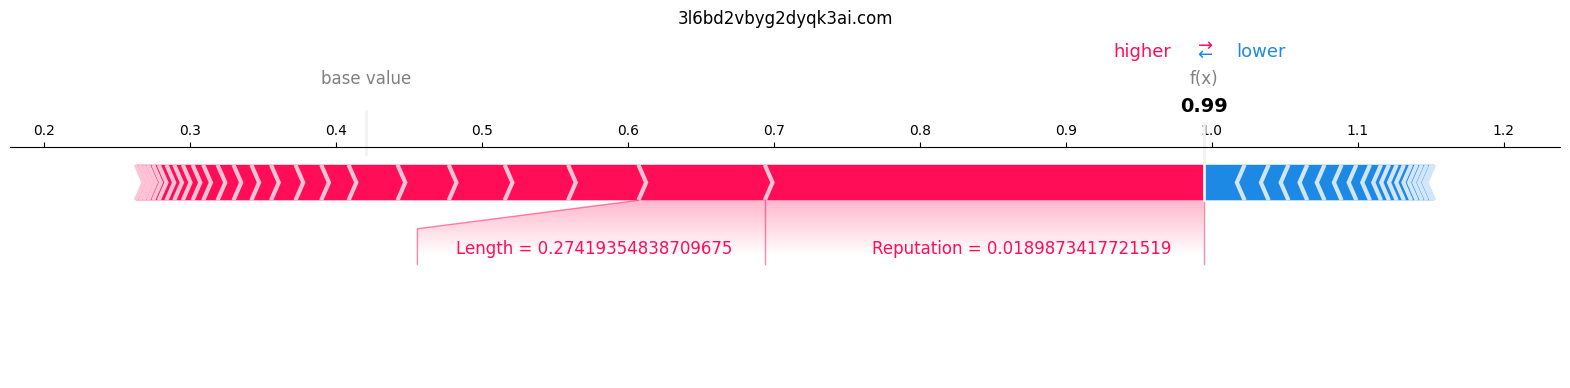 3l6bd2vbyg2dyqk3ai.com
higher → ← lower
base value
f(x)
0.99
0.2 0.3 0.4 0.5 0.6 0.7 0.8 0.9 1.0 1.1 1.2
Length = 0.27419354838709675
Reputation = 0.0189873417721519